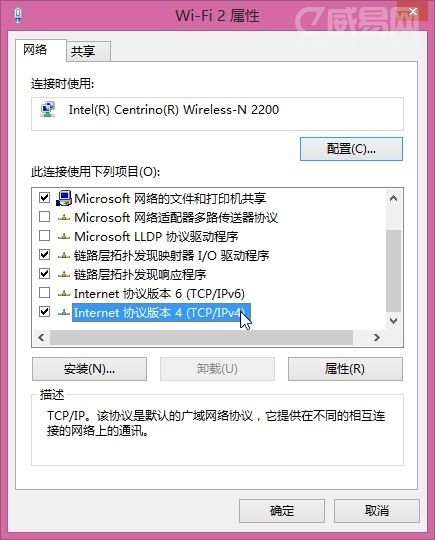 Wi-Fi 2 属性
威易网
网络
共享
连接时使用:
Intel(R) Centrino(R) Wireless-N 2200
配置(C)...
此连接使用下列项目(O):
Microsoft 网络的文件和打印机共享
Microsoft 网络适配器多路传送器协议
Microsoft LLDP 协议驱动程序
链路层拓扑发现映射器 I/O 驱动程序
链路层拓扑发现响应程序
Internet 协议版本 6 (TCP/IPv6)
Internet 协议版本 4 (TCP/IPv4)
安装(N)...
卸载(U)
属性(R)
描述
TCP/IP。该协议是默认的广域网络协议，它提供在不同的相互连
接的网络上的通讯。
确定
取消